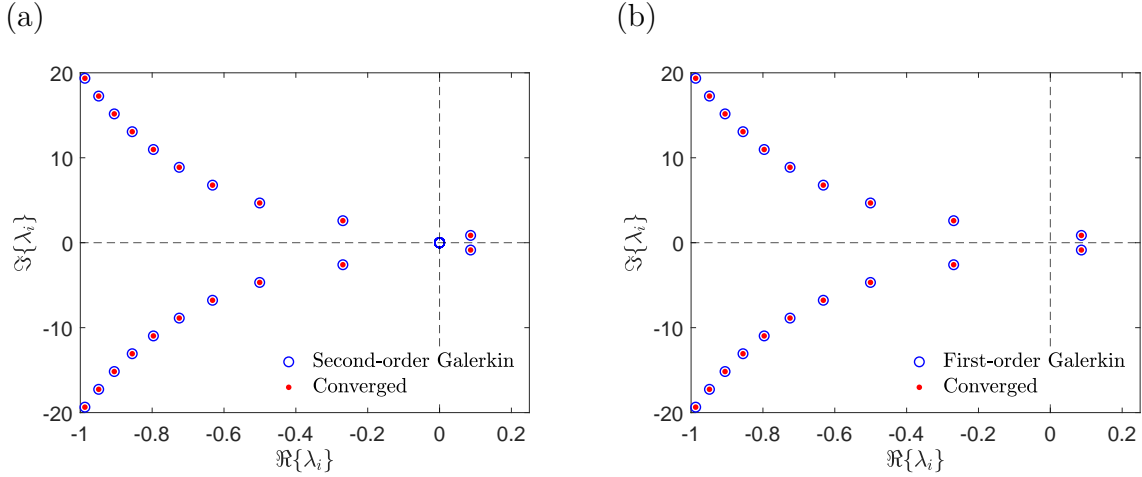 (a)
20
10
0
-10
-20
-1 -0.8 -0.6 -0.4 -0.2 0 0.2
ℑ{λᵢ}
ℜ{λᵢ}
Second-order Galerkin
Converged
(b)
20
10
0
-10
-20
-1 -0.8 -0.6 -0.4 -0.2 0 0.2
ℑ{λᵢ}
ℜ{λᵢ}
First-order Galerkin
Converged